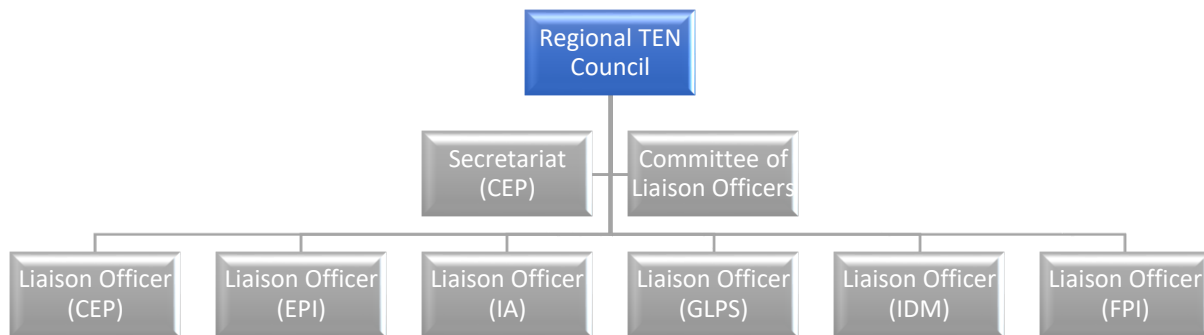 Regional TEN
Council
Secretariat
(CEP)
Committee of
Liaison Officers
Liaison Officer
(CEP)
Liaison Officer
(EPI)
Liaison Officer
(IA)
Liaison Officer
(GLPS)
Liaison Officer
(IDM)
Liaison Officer
(FPI)